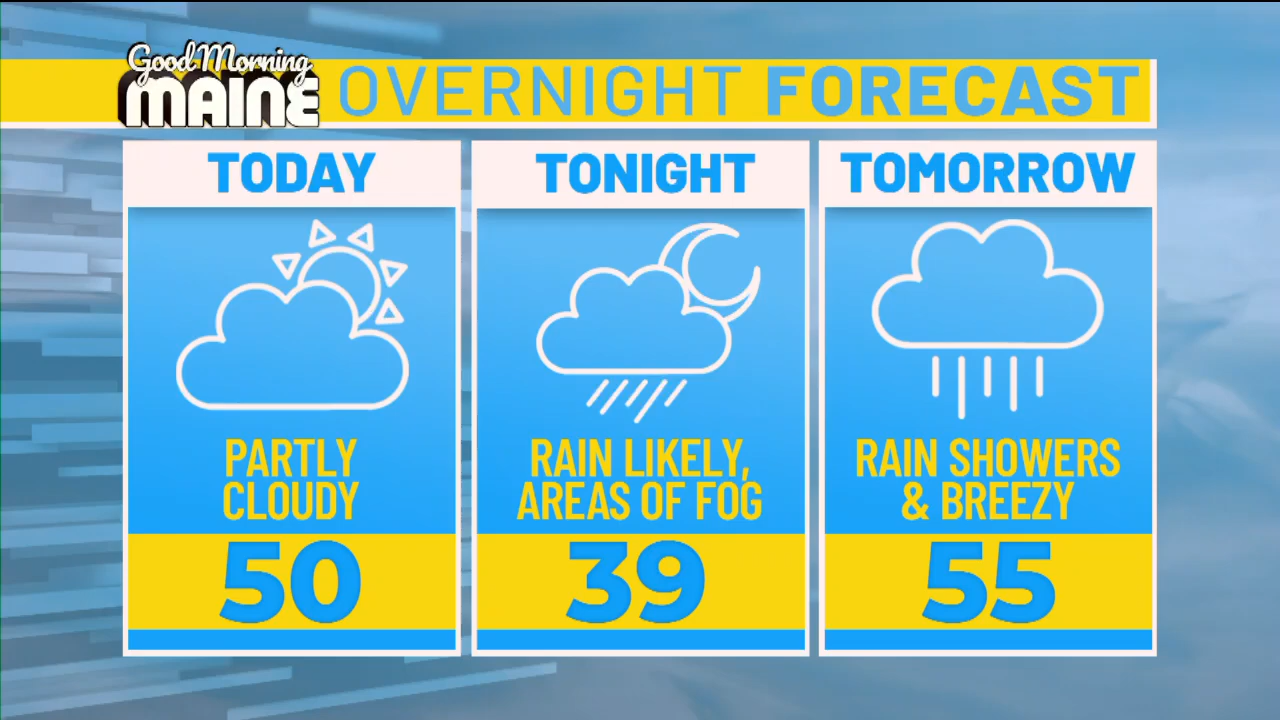 Good Morning
MAINE
OVERNIGHT FORECAST
TODAY
PARTLY
CLOUDY
50
TONIGHT
RAIN LIKELY,
AREAS OF FOG
39
TOMORROW
RAIN SHOWERS
& BREEZY
55